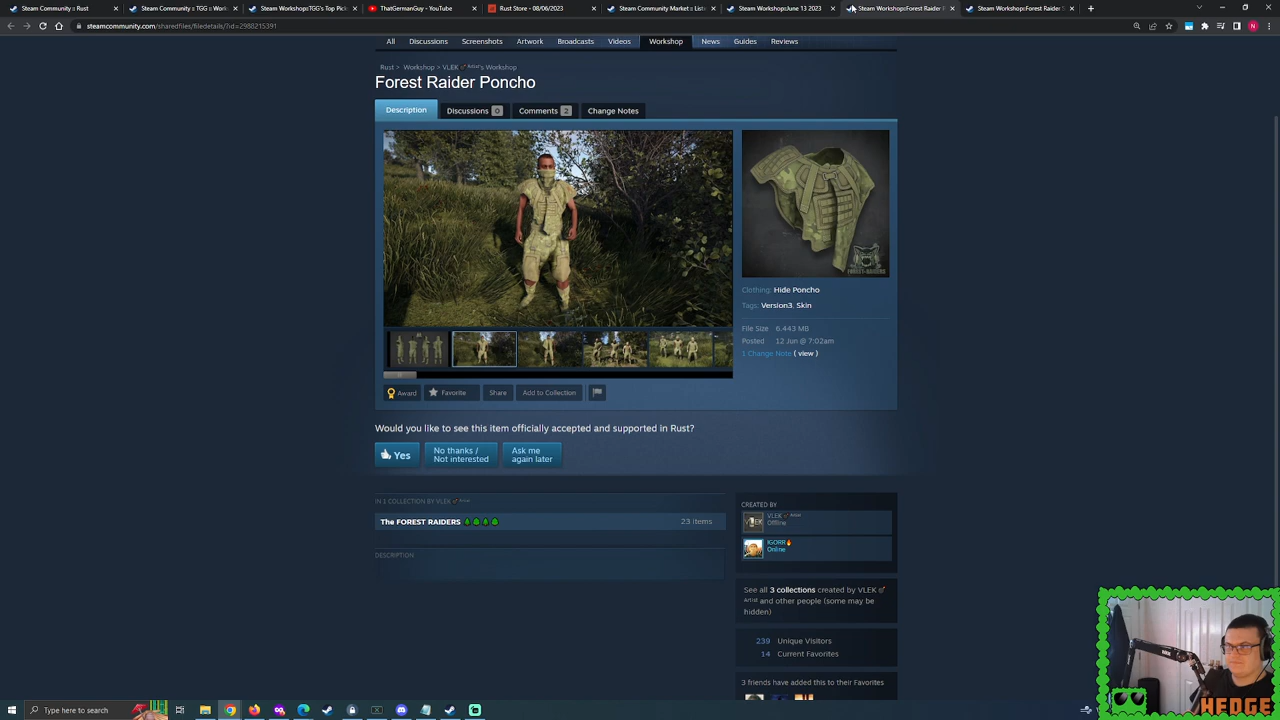 Steam Community :: Rust
Steam Community :: TGG :: W
Steam Workshop::TGG's Top Pick
ThatGermanGuy - YouTube
Rust Store - 08/06/2023
Steam Community Market :: List
Steam Workshop::June 13 2023
Steam Workshop::Forest Raider P
Steam Workshop::Forest Raider
steamcommunity.com/sharedfiles/filedetails/?id=2988215391
N
All
Discussions
Screenshots
Artwork
Broadcasts
Videos
Workshop
News
Guides
Reviews
Rust > Workshop > VLEK Artist's Workshop
Forest Raider Poncho
Description
Discussions 0
Comments 2
Change Notes
FOREST-RAIDERS
Clothing: Hide Poncho
Tags: Version3, Skin
File Size 6.443 MB
Posted 12 Jun @ 7:02am
1 Change Note ( view )
Award
Favorite
Share
Add to Collection
Would you like to see this item officially accepted and supported in Rust?
Yes
No thanks /
Not interested
Ask me
again later
IN 1 COLLECTION BY VLEK Artist
The FOREST RAIDERS
23 items
DESCRIPTION
CREATED BY
VLEK Artist
Offline
IGORR
Online
See all 3 collections created by VLEK
Artist and other people (some may be
hidden)
239 Unique Visitors
14 Current Favorites
3 friends have added this to their Favorites
Type here to search
HEDGE